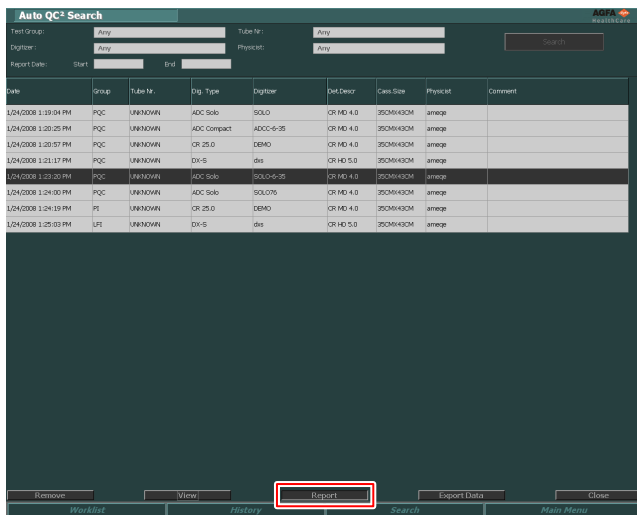 Auto QC² Search
AGFA
HealthCare
Test Group: Any Tube Nr: Any
Digitizer: Any Physicist: Any
Search
Report Date: Start End
Date Group Tube Nr. Dig. Type Digitizer Det.Descr Cass.Size Physicist Comment
1/24/2008 1:19:04 PM PQC UNKNOWN ADC Solo SOLO CR MD 4.0 35CMX43CM ameqe
1/24/2008 1:20:25 PM PQC UNKNOWN ADC Compact ADCC-6-35 CR MD 4.0 35CMX43CM ameqe
1/24/2008 1:20:57 PM PQC UNKNOWN CR 25.0 DEMO CR MD 4.0 35CMX43CM ameqe
1/24/2008 1:21:17 PM PQC UNKNOWN DX-S dxs CR HD 5.0 35CMX43CM ameqe
1/24/2008 1:23:20 PM PQC UNKNOWN ADC Solo SOLO-6-35 CR MD 4.0 35CMX43CM ameqe
1/24/2008 1:24:00 PM PQC UNKNOWN ADC Solo SOLO76 CR MD 4.0 35CMX43CM ameqe
1/24/2008 1:24:19 PM PI UNKNOWN CR 25.0 DEMO CR MD 4.0 35CMX43CM ameqe
1/24/2008 1:25:03 PM LFI UNKNOWN DX-S dxs CR HD 5.0 35CMX43CM ameqe
Remove View Report Export Data Close
Worklist History Search Main Menu